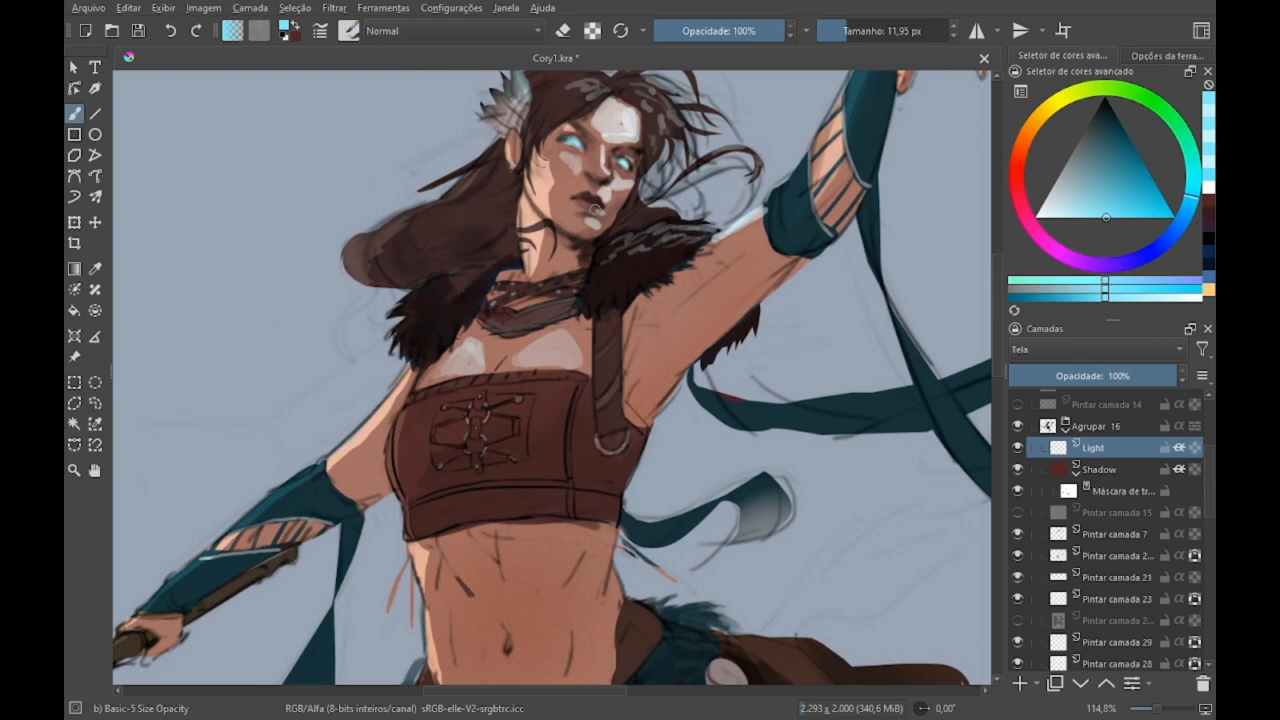 Arquivo Editar Exibir Imagem Camada Seleção Filtrar Ferramentas Configurações Janela Ajuda
Normal Opacidade: 100% Tamanho: 11,95 px
Cory1.kra *
Seletor de cores ava... Opções da ferra...
Seletor de cores avançado
Camadas
Tela
Opacidade: 100%
Pintar camada 14
Agrupar 16
Light
Shadow
Máscara de tr...
Pintar camada 15
Pintar camada 7
Pintar camada 2...
Pintar camada 21
Pintar camada 23
Pintar camada 2...
Pintar camada 29
Pintar camada 28
b) Basic-5 Size Opacity RGB/Alfa (8-bits inteiros/canal) sRGB-elle-V2-srgbtrc.icc 2.293 x 2.000 (340,6 MiB) 0,00° 114,8%